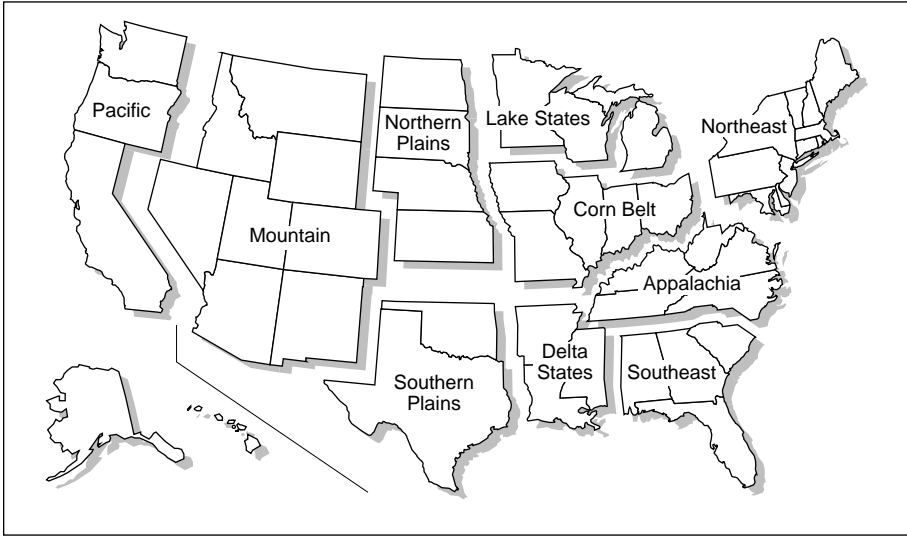 Pacific
Northern
Plains
Lake States
Northeast
Corn Belt
Mountain
Appalachia
Southern
Plains
Delta
States
Southeast